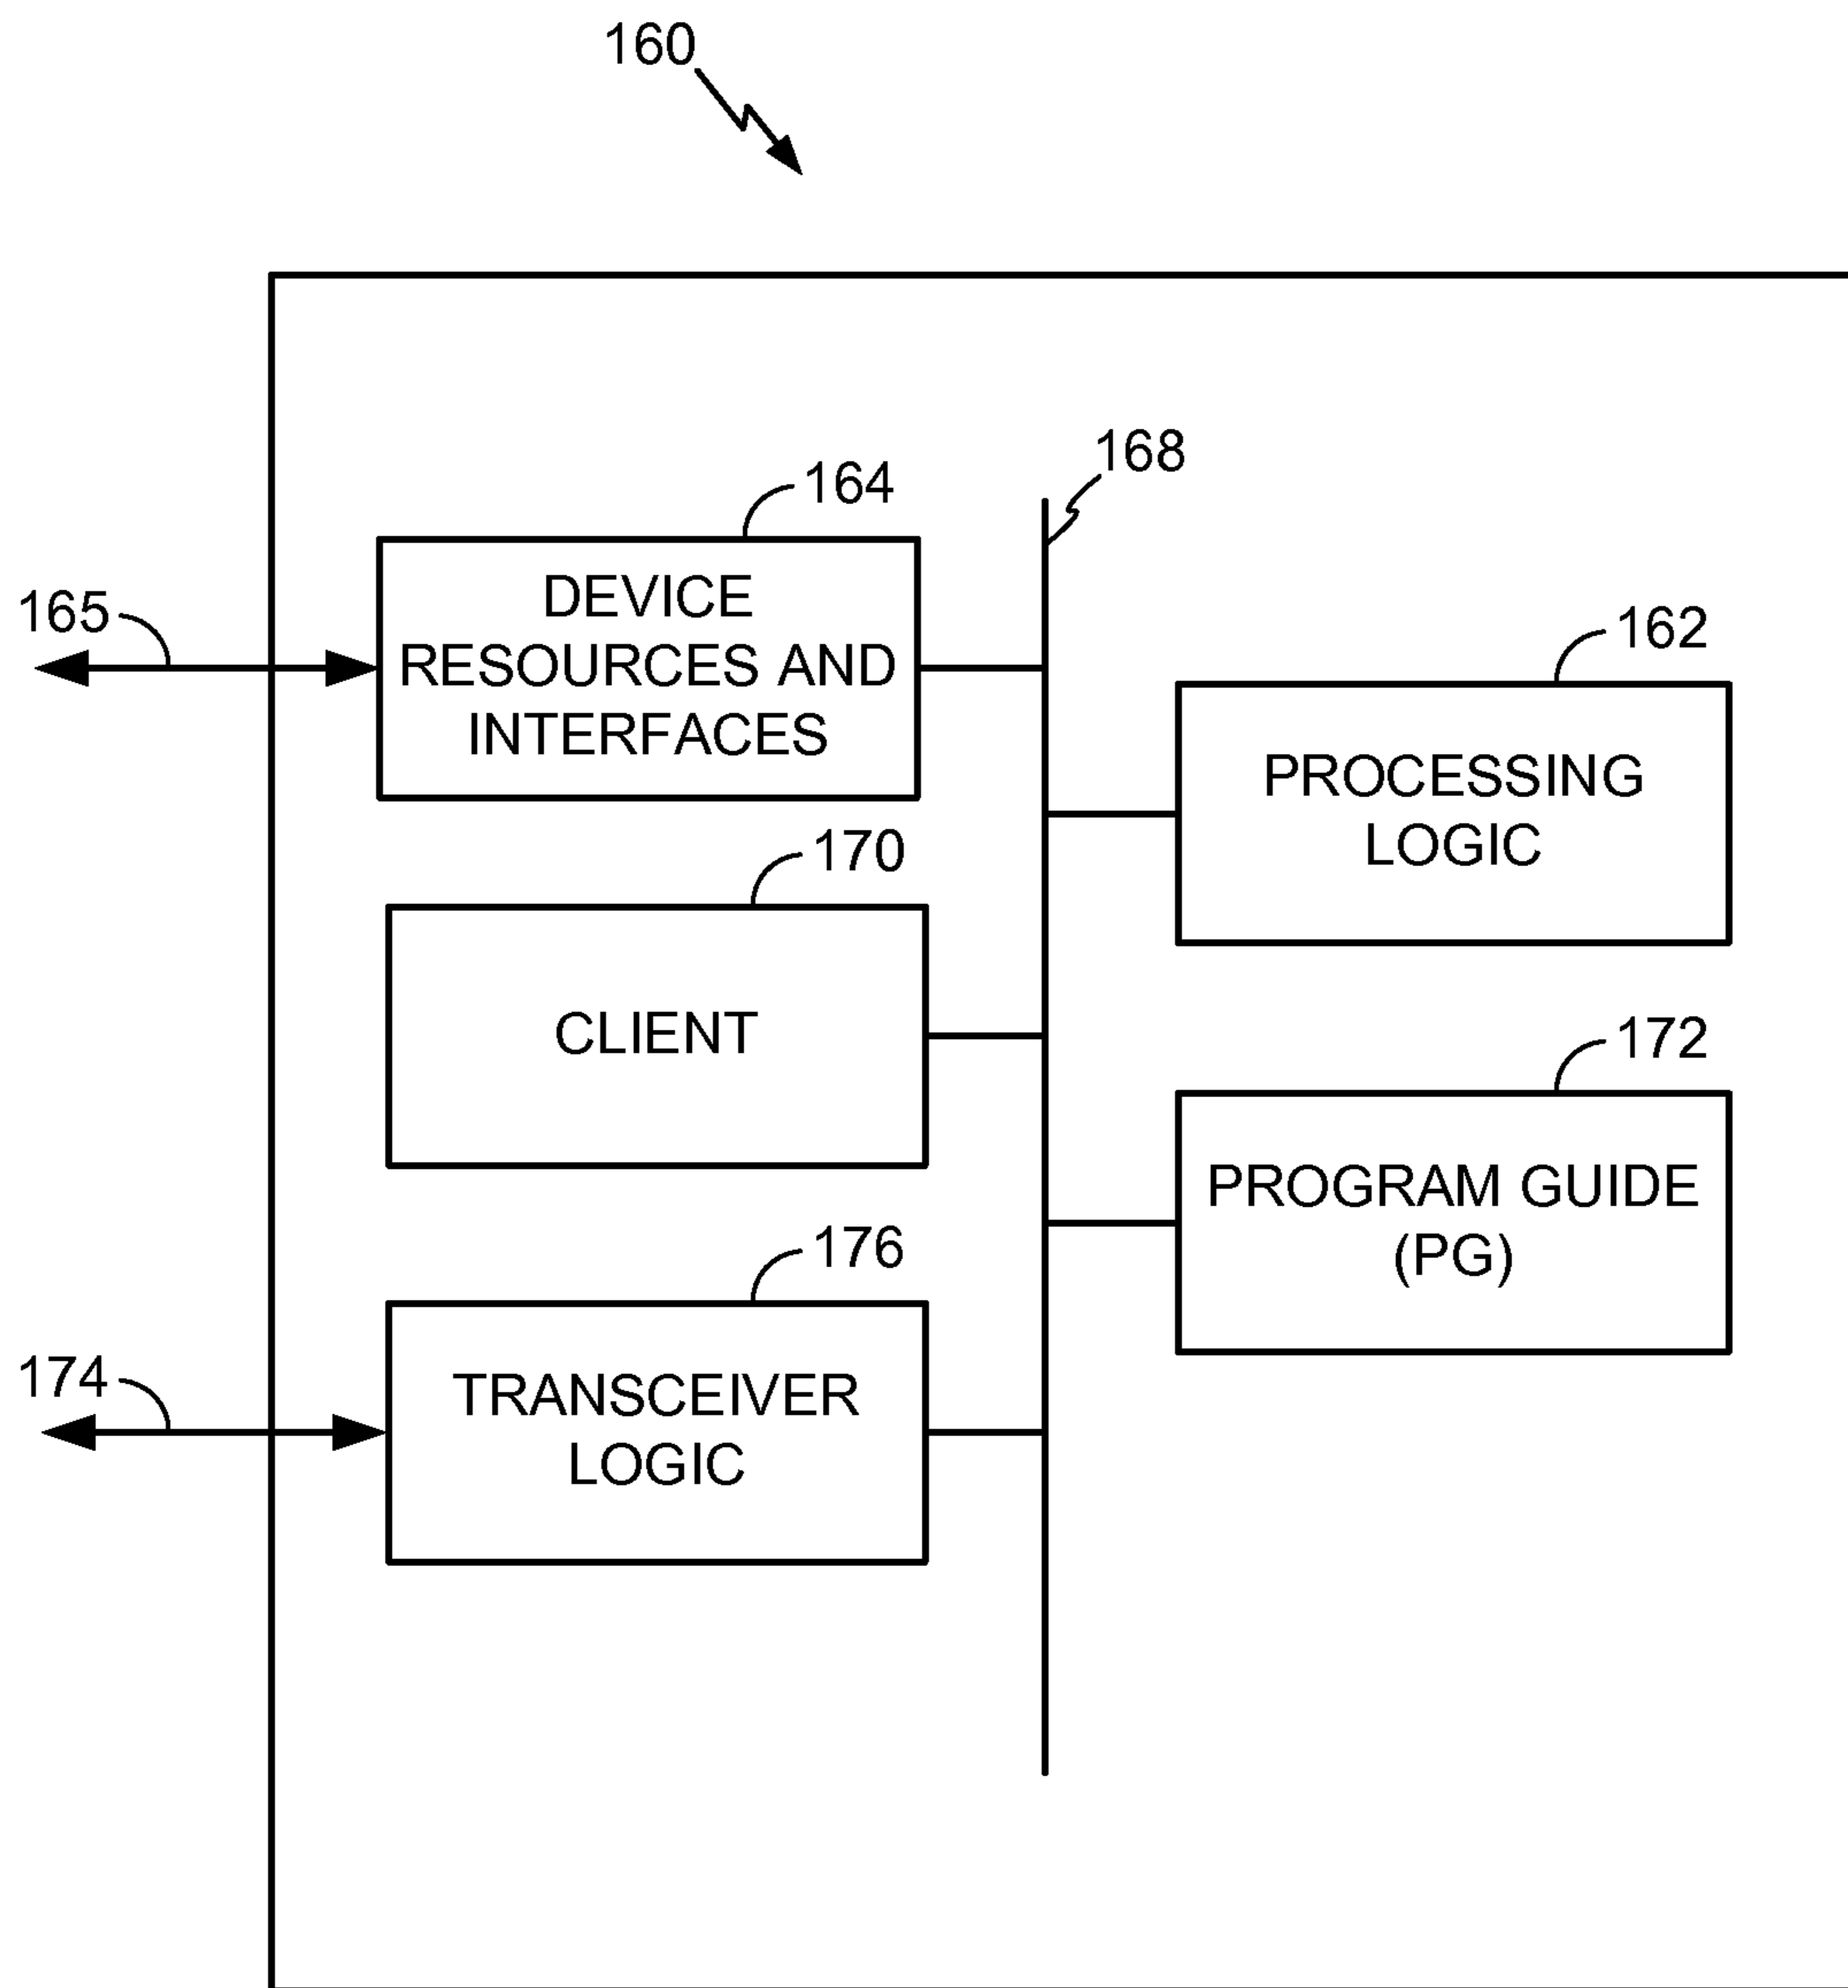 160
168
164
DEVICE
RESOURCES AND
INTERFACES
165
162
PROCESSING
LOGIC
170
CLIENT
172
PROGRAM GUIDE
(PG)
176
TRANSCEIVER
LOGIC
174